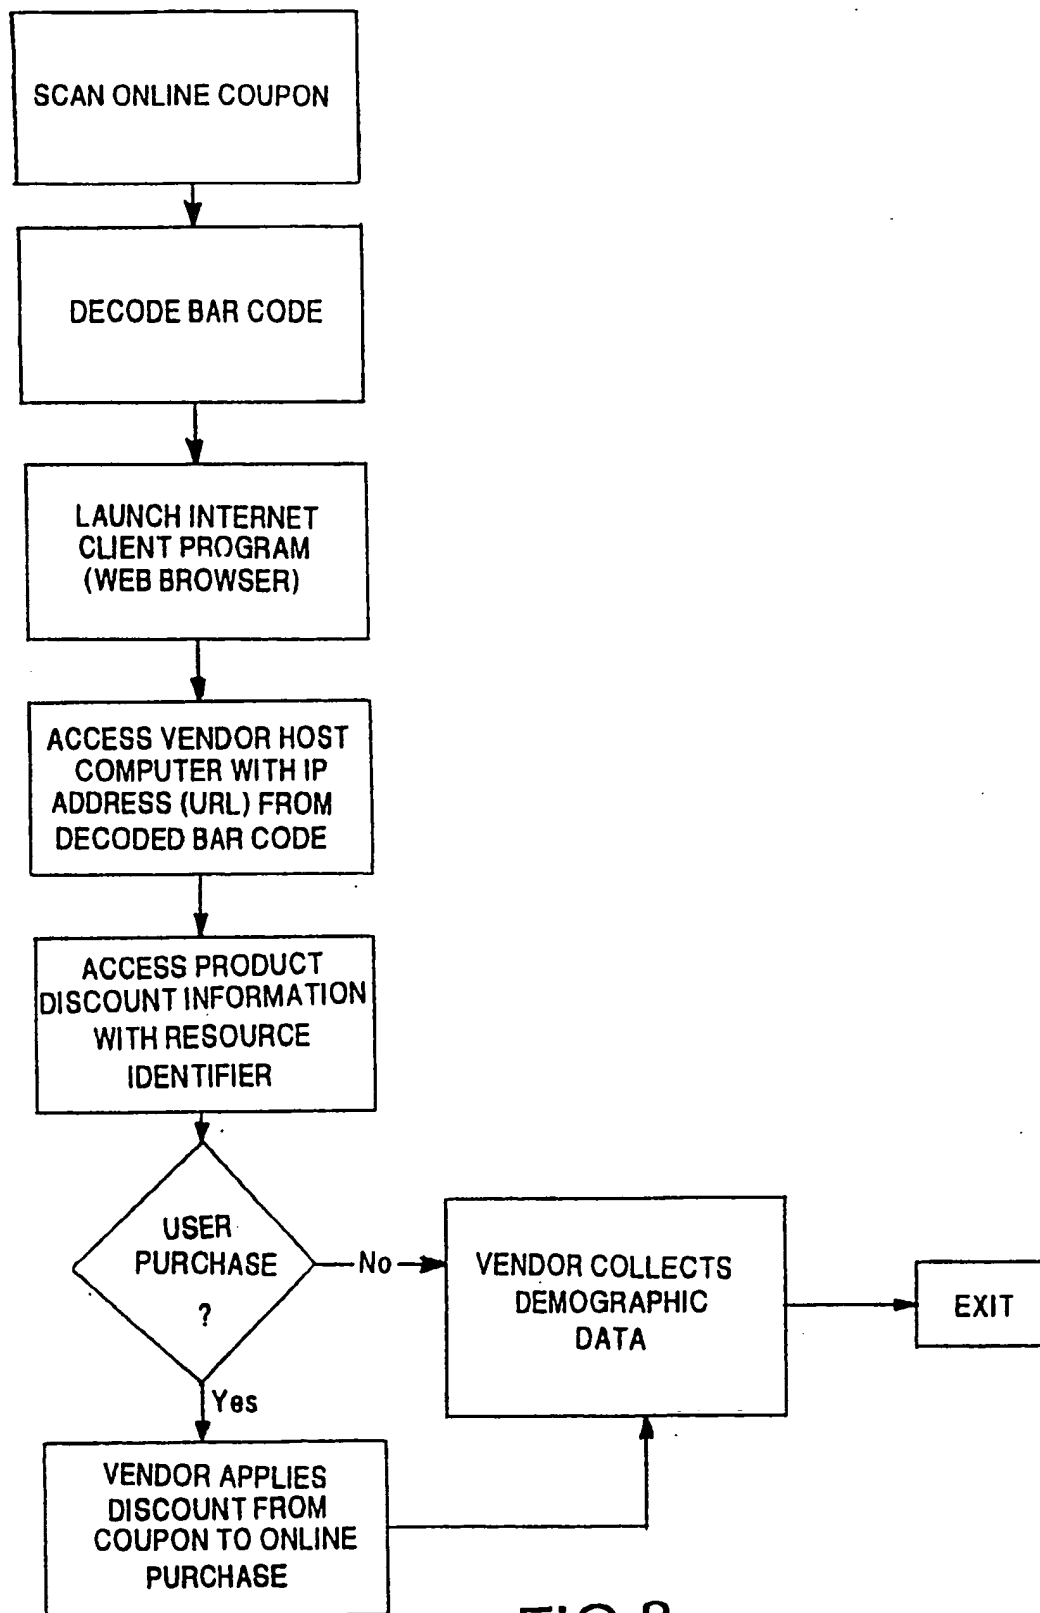 SCAN ONLINE COUPON
DECODE BAR CODE
LAUNCH INTERNET
CLIENT PROGRAM
(WEB BROWSER)
ACCESS VENDOR HOST
COMPUTER WITH IP
ADDRESS (URL) FROM
DECODED BAR CODE
ACCESS PRODUCT
DISCOUNT INFORMATION
WITH RESOURCE
IDENTIFIER
USER
PURCHASE
?
No
VENDOR COLLECTS
DEMOGRAPHIC
DATA
EXIT
Yes
VENDOR APPLIES
DISCOUNT FROM
COUPON TO ONLINE
PURCHASE